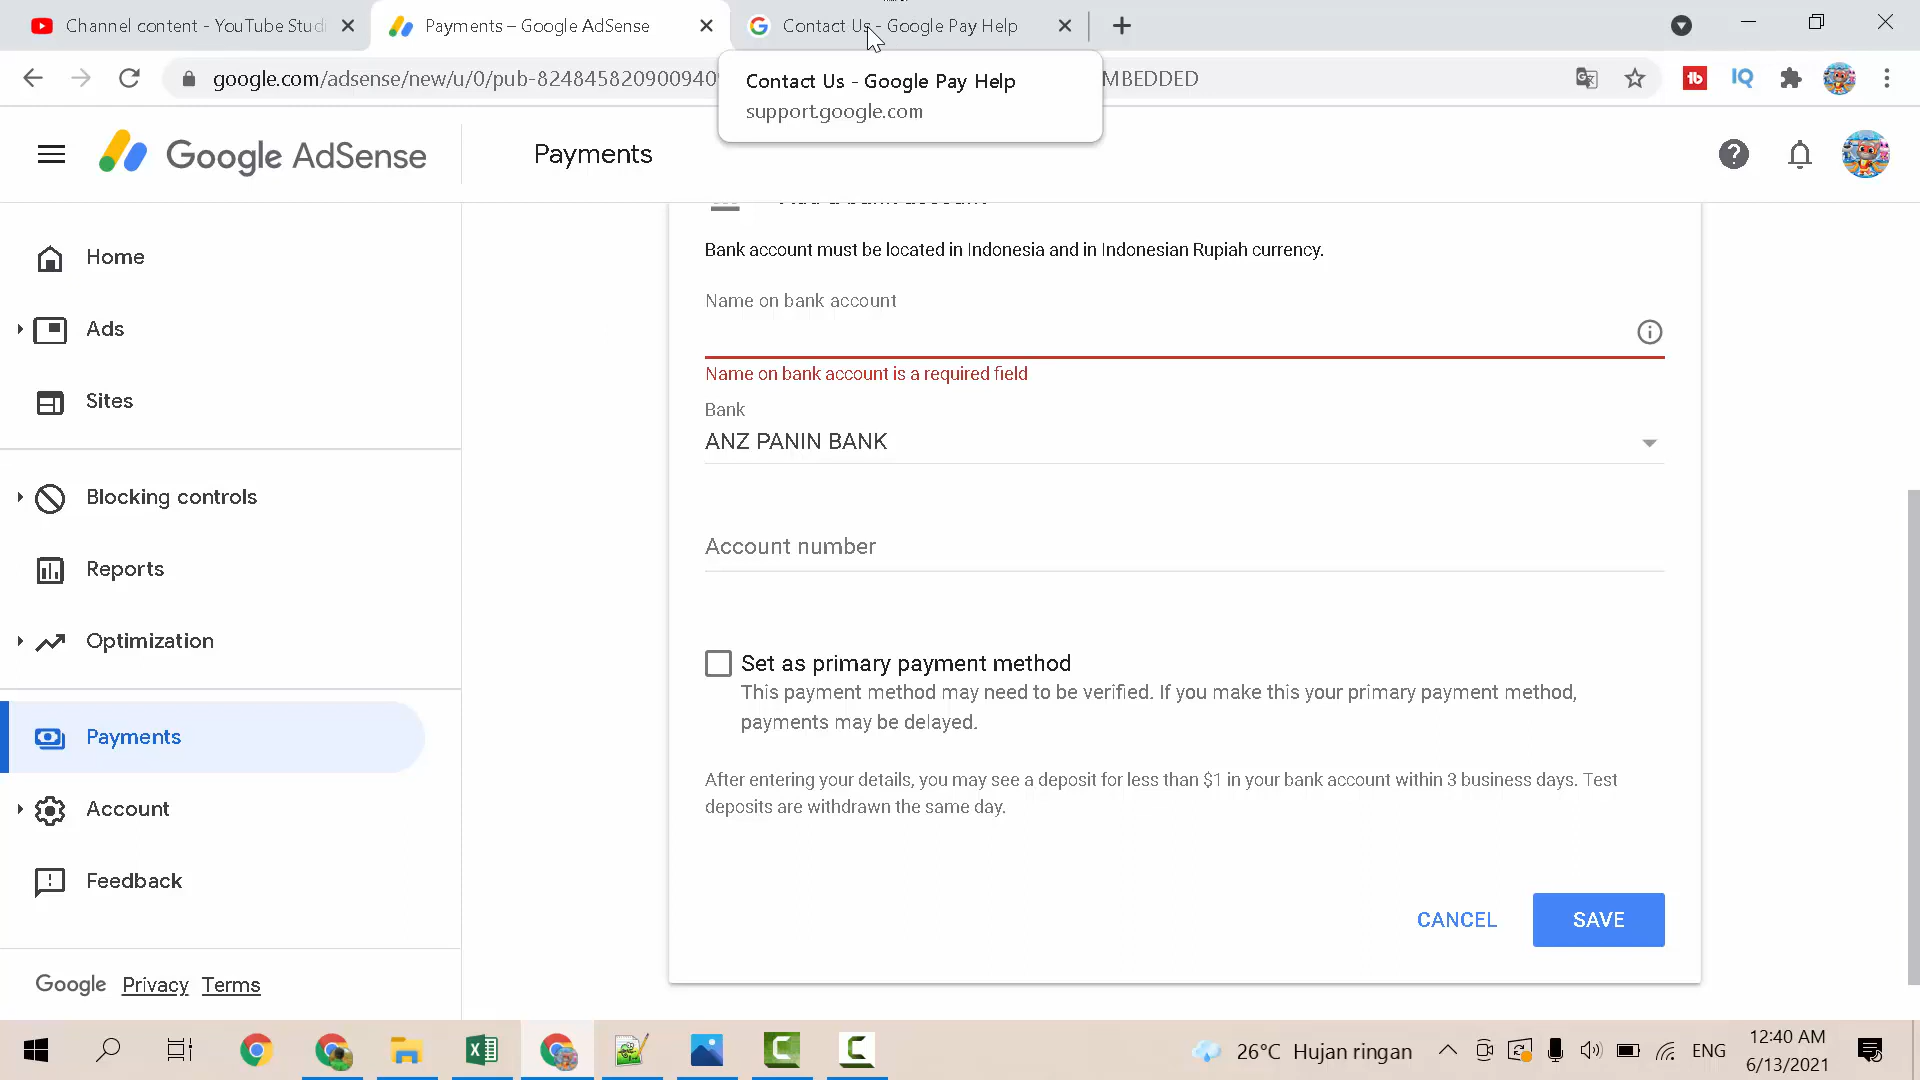 Channel content - YouTube Studi
Payments – Google AdSense
Contact Us - Google Pay Help
google.com/adsense/new/u/0/pub-8248458209009409
MBEDDED
Contact Us - Google Pay Help
support.google.com
Google AdSense
Payments
Home
Ads
Sites
Blocking controls
Reports
Optimization
Payments
Account
Feedback
Google Privacy Terms
Bank account must be located in Indonesia and in Indonesian Rupiah currency.
Name on bank account
Name on bank account is a required field
Bank
ANZ PANIN BANK
Account number
Set as primary payment method
This payment method may need to be verified. If you make this your primary payment method,
payments may be delayed.
After entering your details, you may see a deposit for less than $1 in your bank account within 3 business days. Test
deposits are withdrawn the same day.
CANCEL
SAVE
26°C Hujan ringan
ENG
12:40 AM
6/13/2021